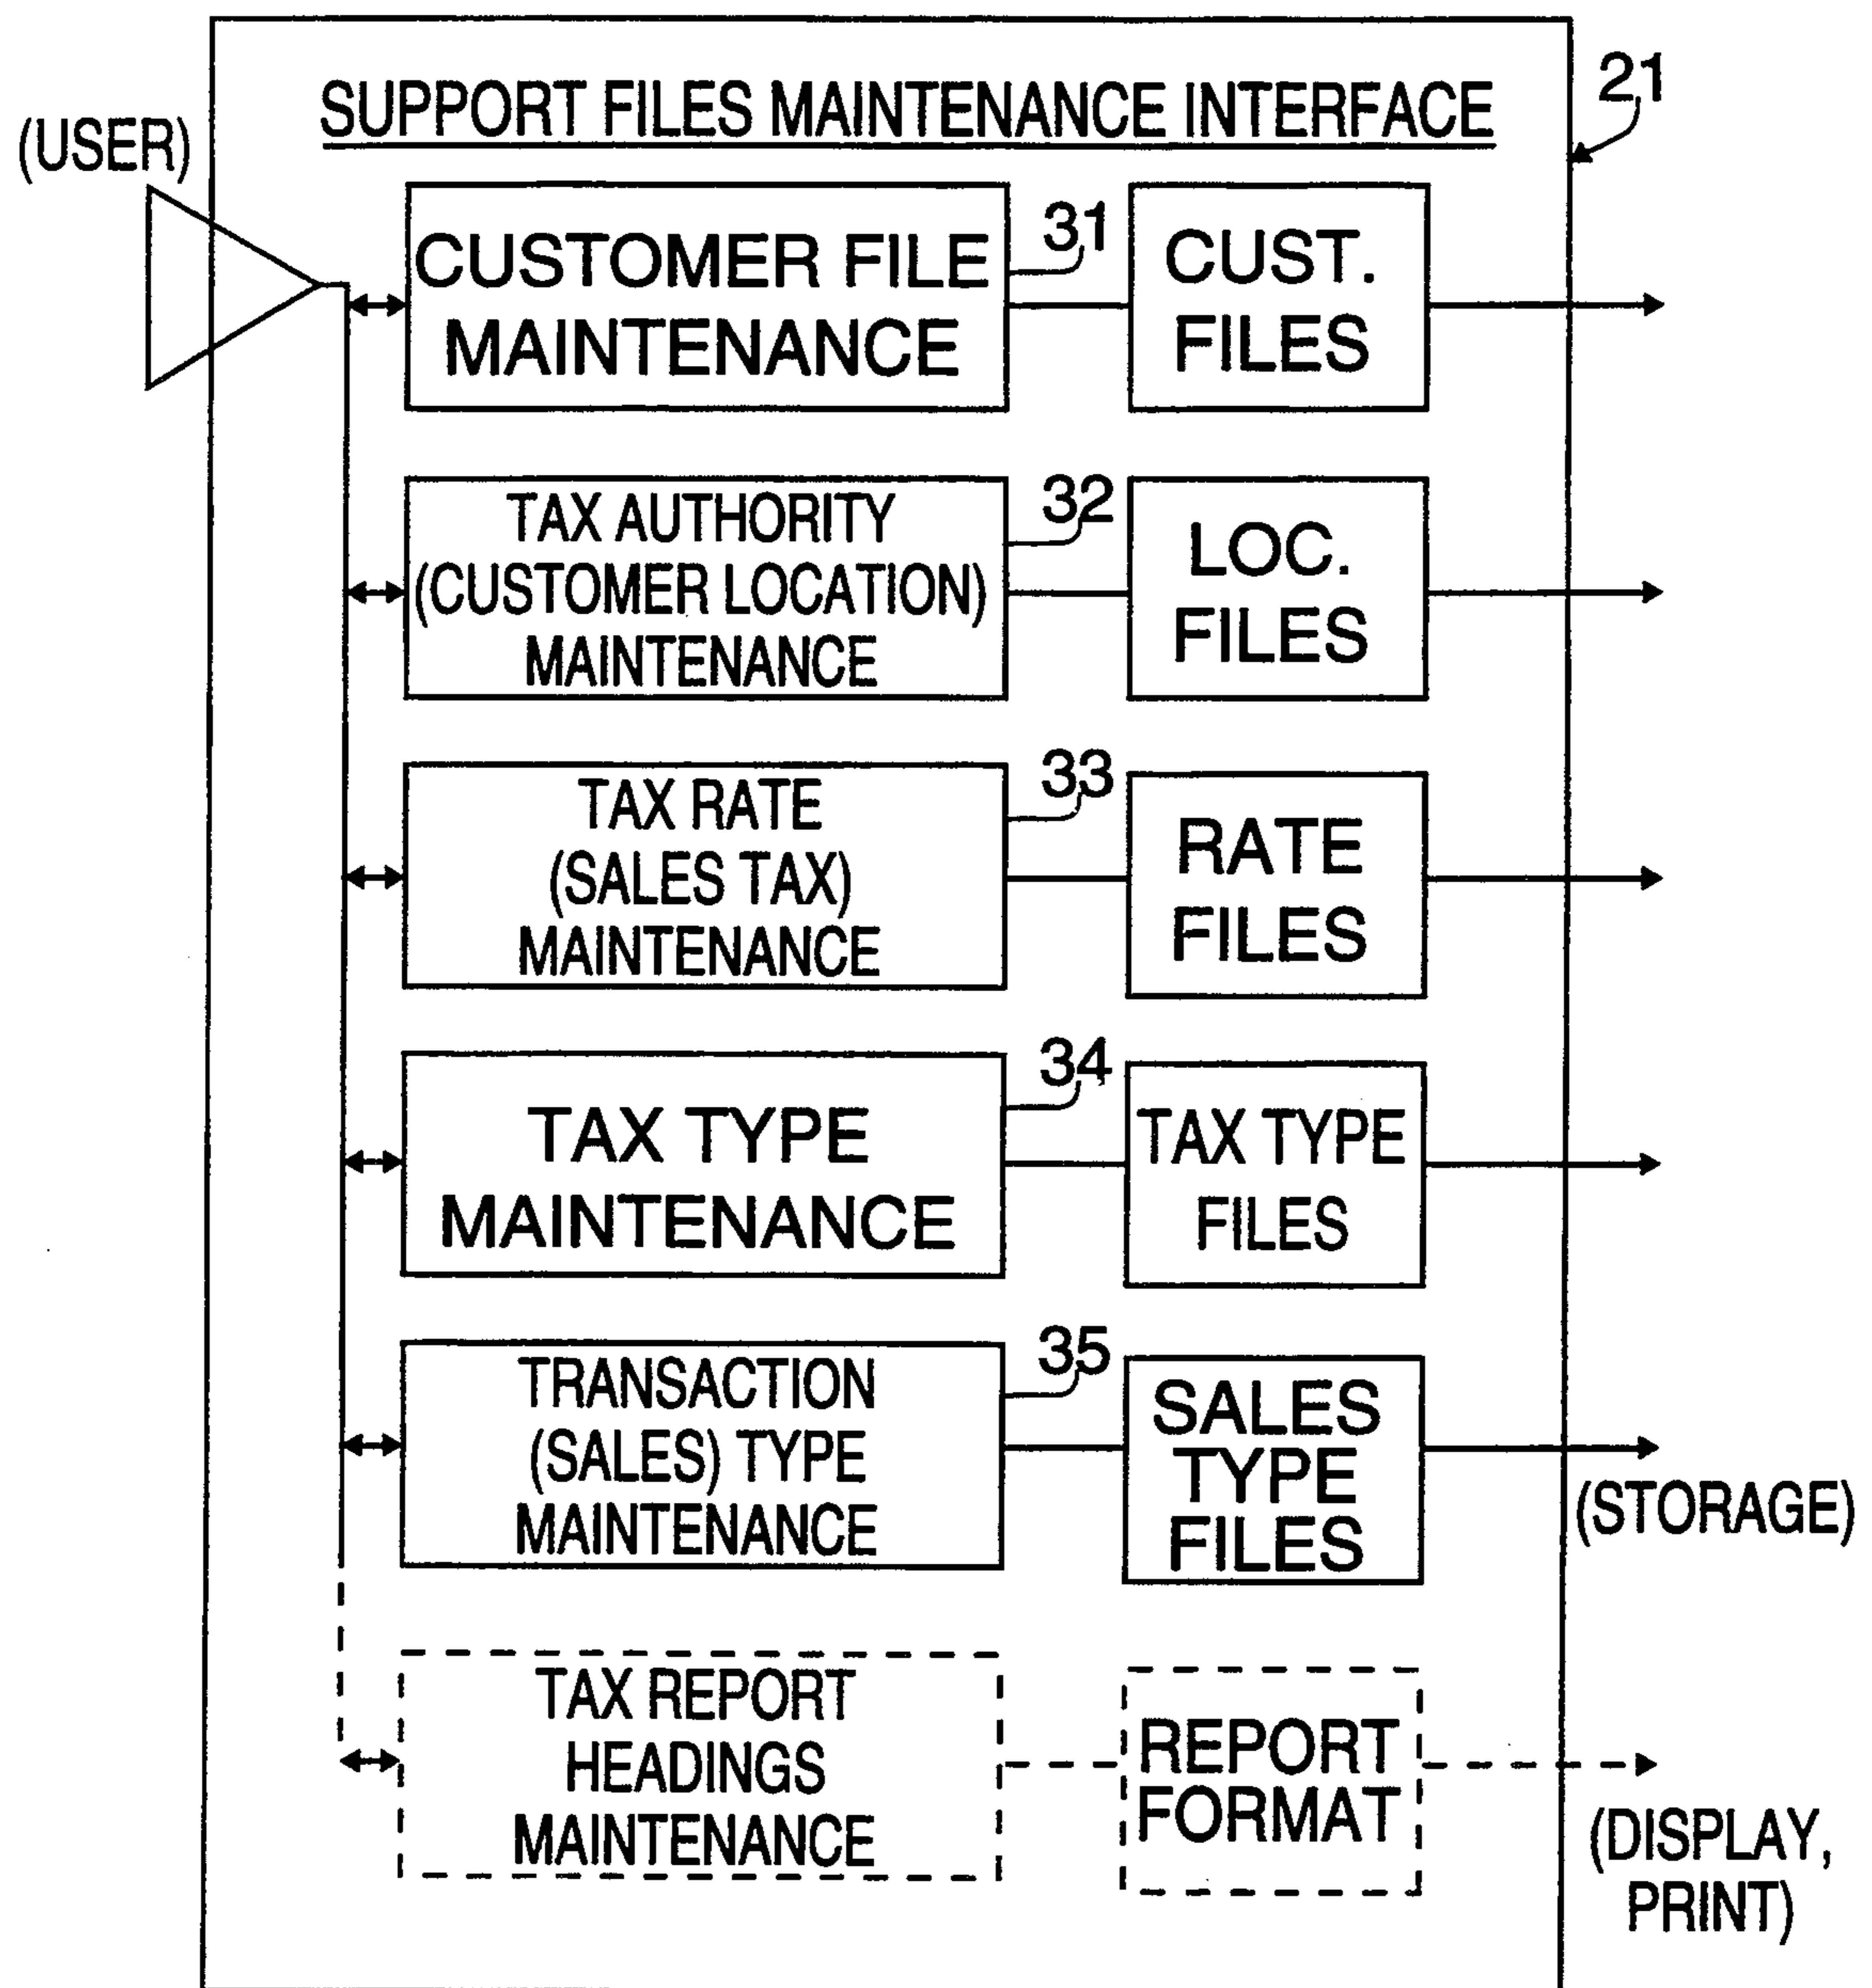 SUPPORT FILES MAINTENANCE INTERFACE
21
(USER)
CUSTOMER FILE
MAINTENANCE
31
CUST.
FILES
TAX AUTHORITY
(CUSTOMER LOCATION)
MAINTENANCE
32
LOC.
FILES
TAX RATE
(SALES TAX)
MAINTENANCE
33
RATE
FILES
TAX TYPE
MAINTENANCE
34
TAX TYPE
FILES
TRANSACTION
(SALES) TYPE
MAINTENANCE
35
SALES
TYPE
FILES
(STORAGE)
TAX REPORT
HEADINGS
MAINTENANCE
REPORT
FORMAT
(DISPLAY,
PRINT)